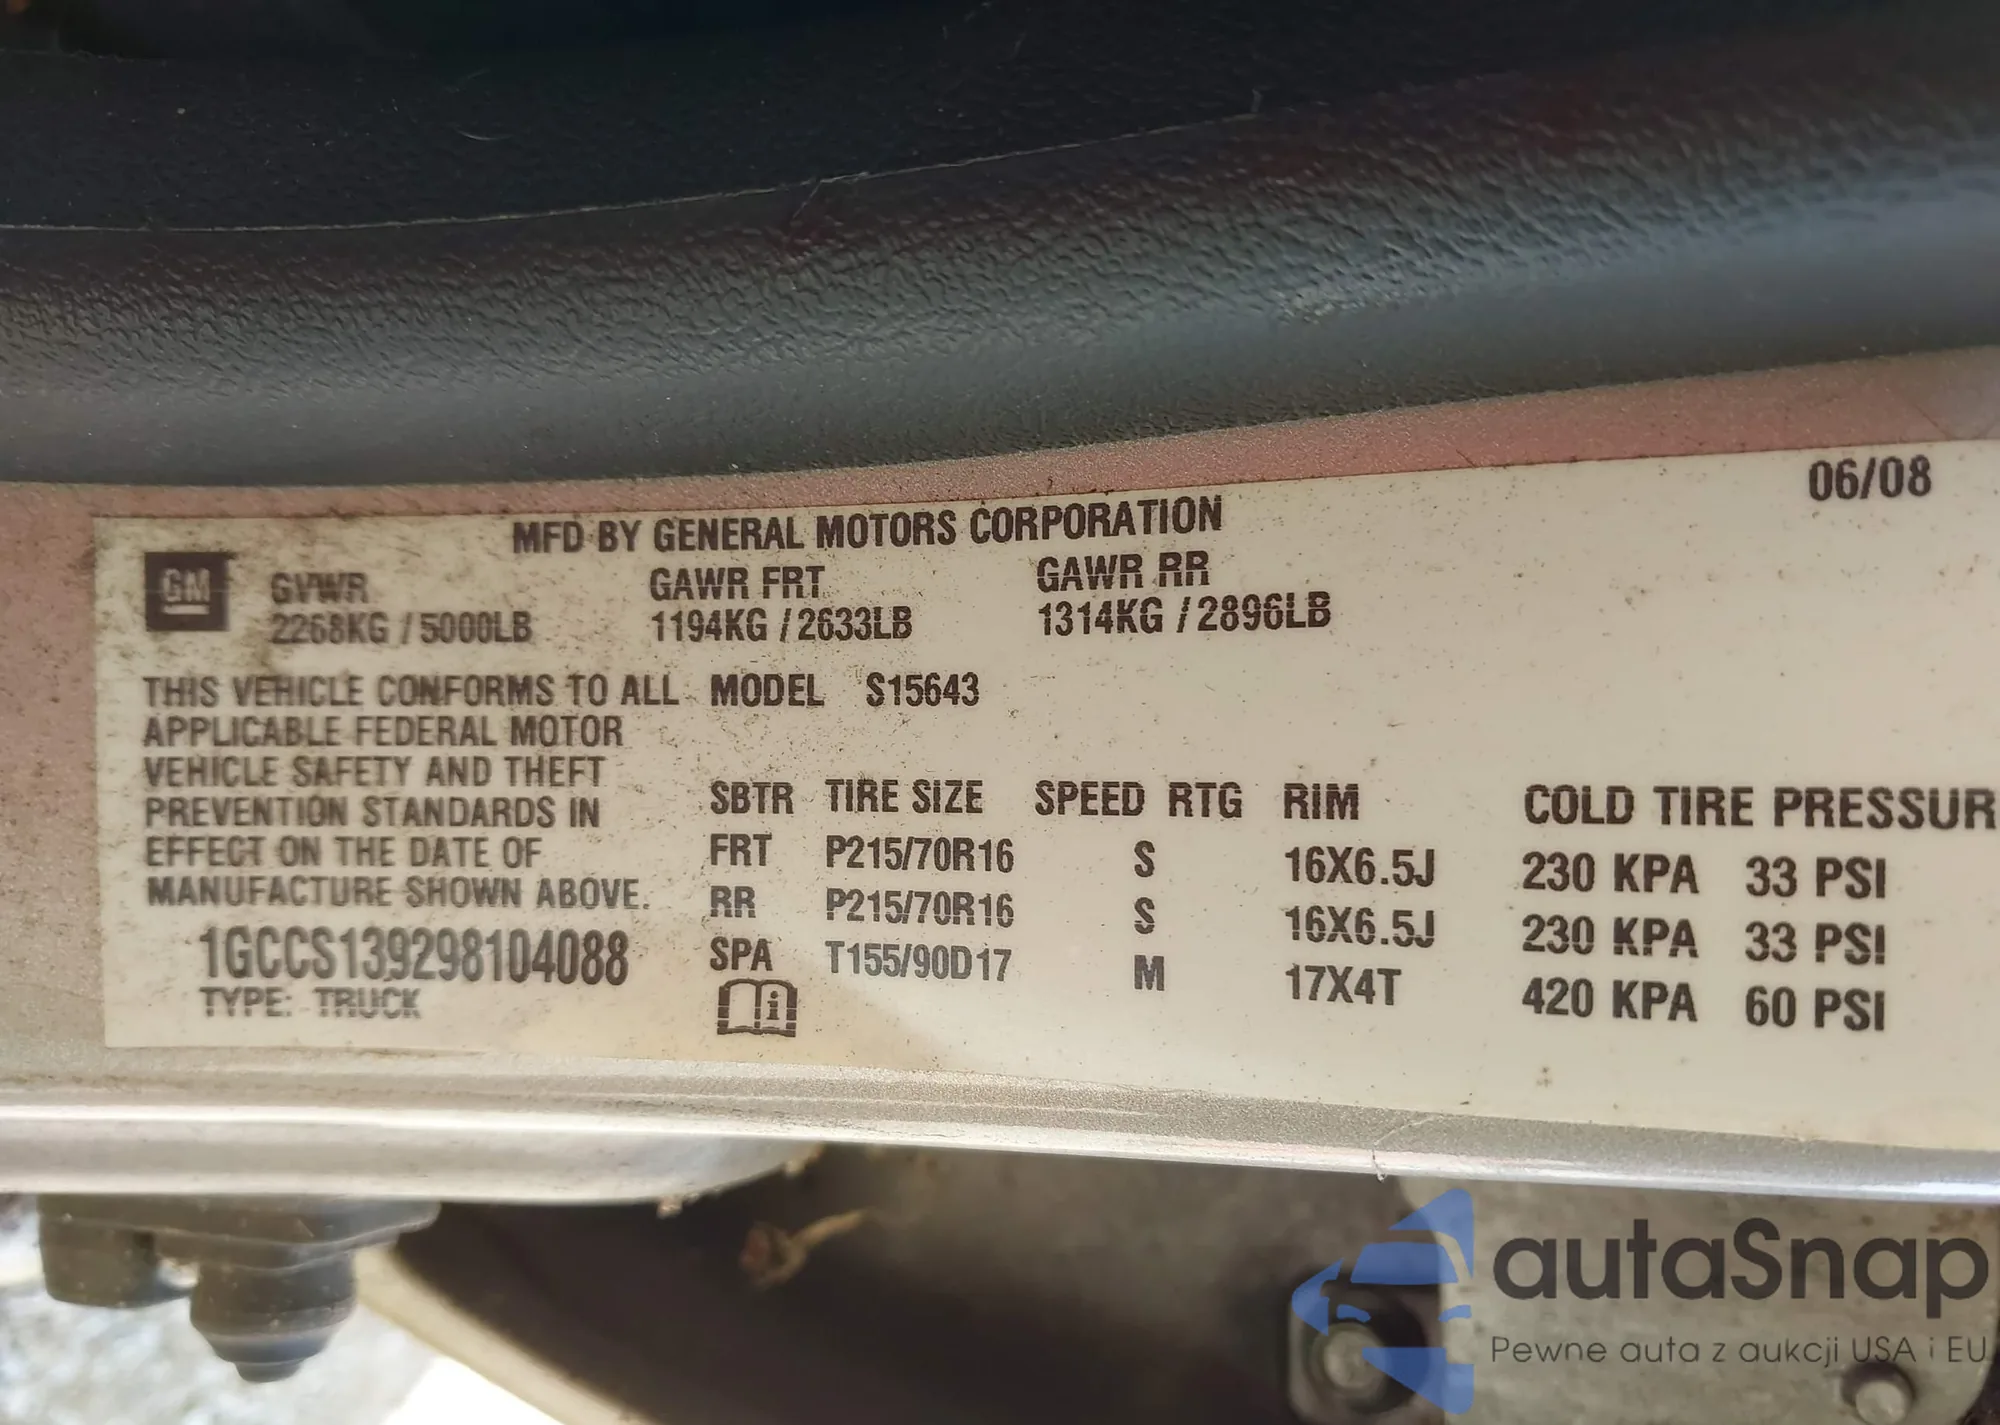 06/08
MFD BY GENERAL MOTORS CORPORATION
GM
GVWR GAWR FRT GAWR RR
2268KG / 5000LB 1194KG / 2633LB 1314KG / 2896LB
THIS VEHICLE CONFORMS TO ALL MODEL S15643
APPLICABLE FEDERAL MOTOR
VEHICLE SAFETY AND THEFT
PREVENTION STANDARDS IN
EFFECT ON THE DATE OF
MANUFACTURE SHOWN ABOVE.
1GCCS139298104088
TYPE: TRUCK
SBTR TIRE SIZE SPEED RTG RIM COLD TIRE PRESSUR
FRT P215/70R16 S 16X6.5J 230 KPA 33 PSI
RR P215/70R16 S 16X6.5J 230 KPA 33 PSI
SPA T155/90D17 M 17X4T 420 KPA 60 PSI
i
autaSnap
Pewne auta z aukcji USA i EU